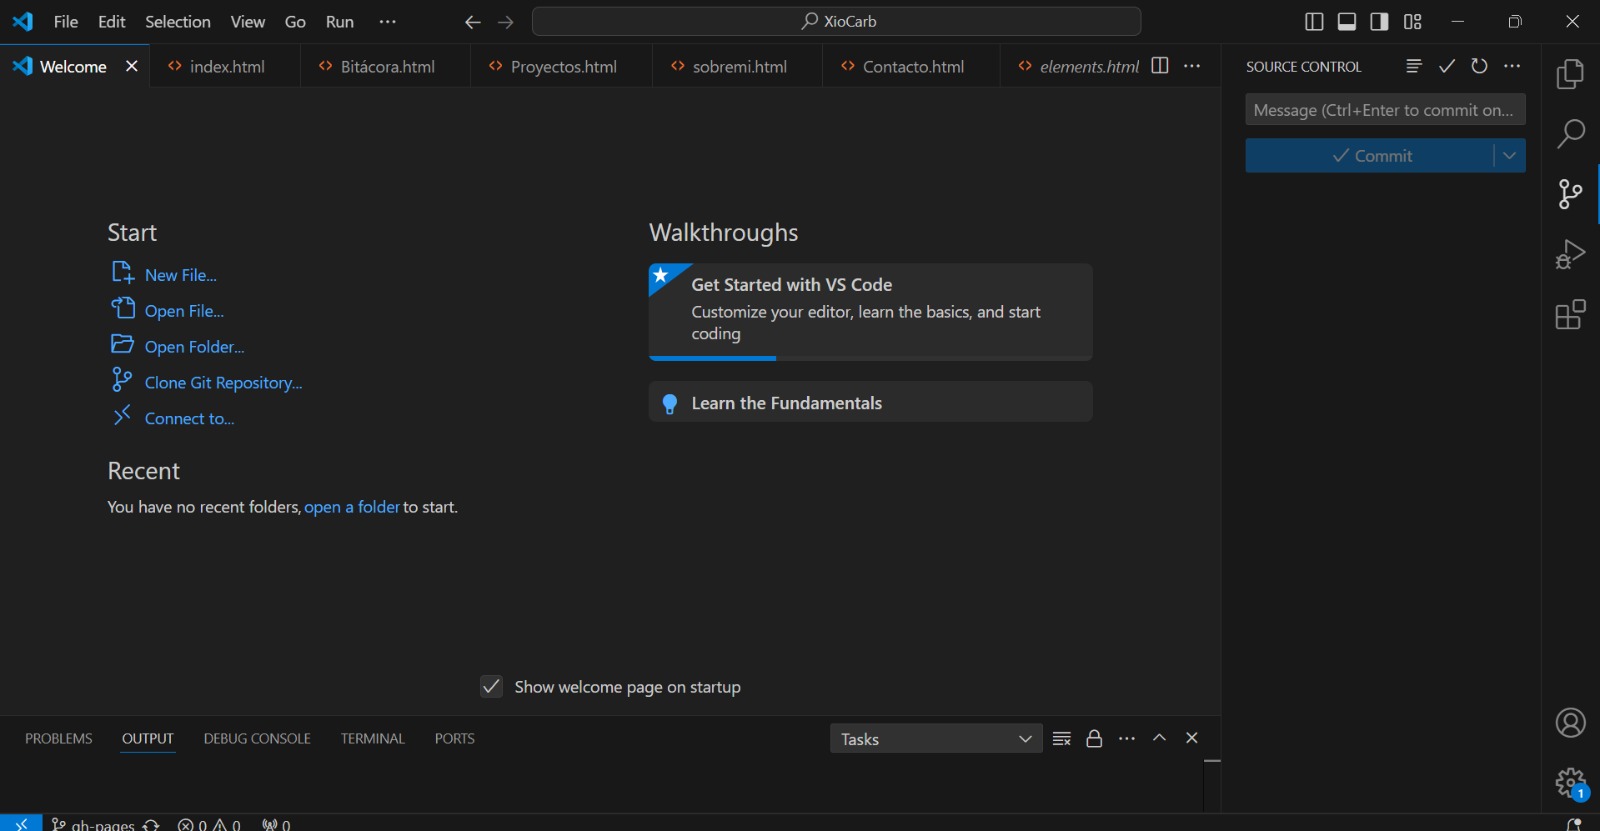 File Edit Selection View Go Run ··· XioCarb
Welcome index.html Bitácora.html Proyectos.html sobremi.html Contacto.html elements.html ··· SOURCE CONTROL ···
Message (Ctrl+Enter to commit on...
Commit
Start
New File...
Open File...
Open Folder...
Clone Git Repository...
Connect to...
Recent
You have no recent folders, open a folder to start.
Walkthroughs
Get Started with VS Code
Customize your editor, learn the basics, and start
coding
Learn the Fundamentals
Show welcome page on startup
PROBLEMS OUTPUT DEBUG CONSOLE TERMINAL PORTS Tasks ···
1
gh-pages 0 0 0